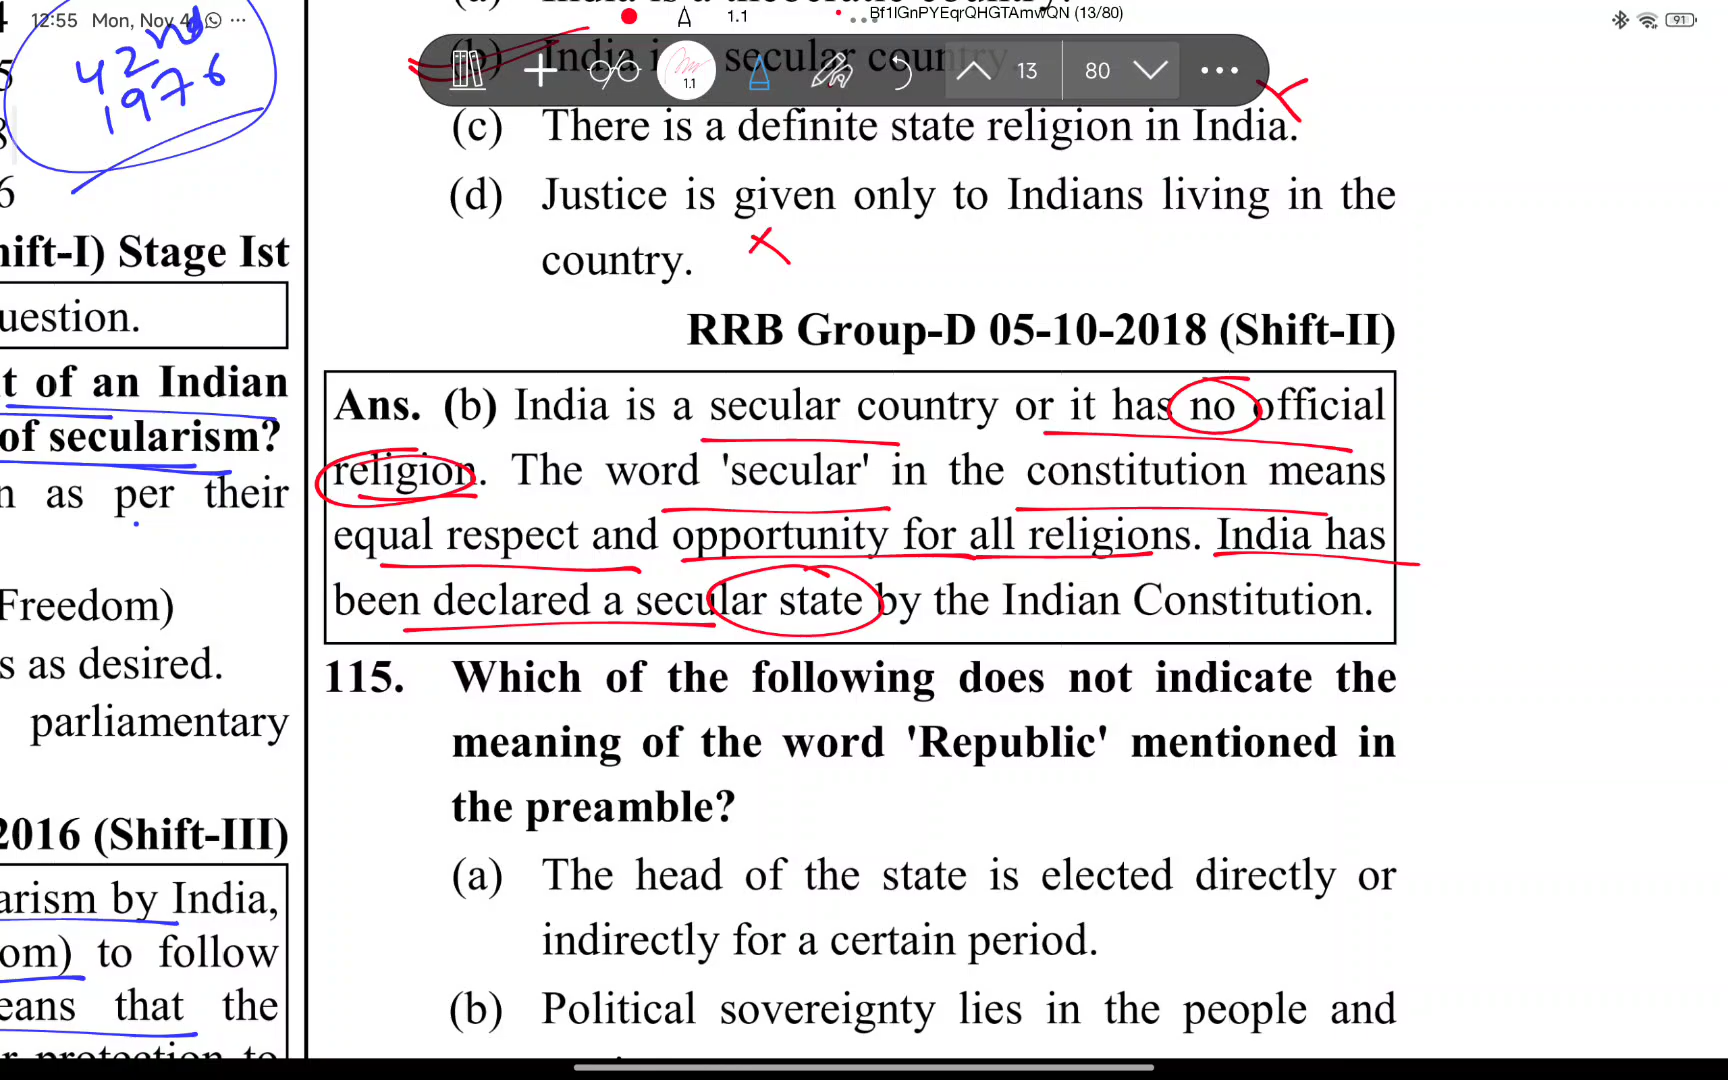 12:55 Mon, Nov 4
1.1
Bf1IGnPYEqrQHGTAmv7QN (13/80)
91
42nd
1976
6
hift-I) Stage Ist
uestion.
t of an Indian
of secularism?
n as per their
Freedom)
s as desired.
parliamentary
2016 (Shift-III)
arism by India,
om) to follow
eans that the
r protection to
(b) India i secular country.
1.1
13
80
(c) There is a definite state religion in India.
(d) Justice is given only to Indians living in the
country.
RRB Group-D 05-10-2018 (Shift-II)
Ans. (b) India is a secular country or it has no official
religion. The word 'secular' in the constitution means
equal respect and opportunity for all religions. India has
been declared a secular state by the Indian Constitution.
115. Which of the following does not indicate the
meaning of the word 'Republic' mentioned in
the preamble?
(a) The head of the state is elected directly or
indirectly for a certain period.
(b) Political sovereignty lies in the people and